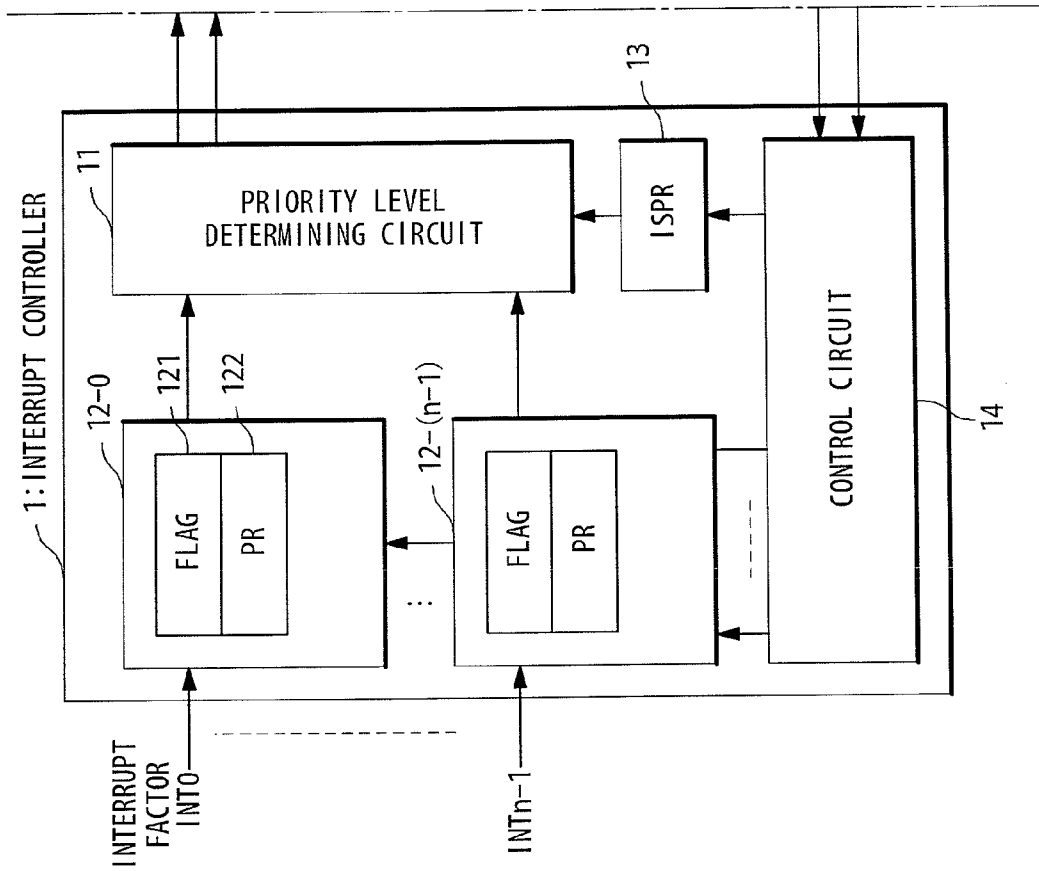 1:INTERRUPT CONTROLLER
11
PRIORITY LEVEL
DETERMINING CIRCUIT
13
ISPR
12-0
121
122
FLAG
PR
12-(n-1)
...
FLAG
PR
CONTROL CIRCUIT
14
INTERRUPT
FACTOR
INT0
INTn-1